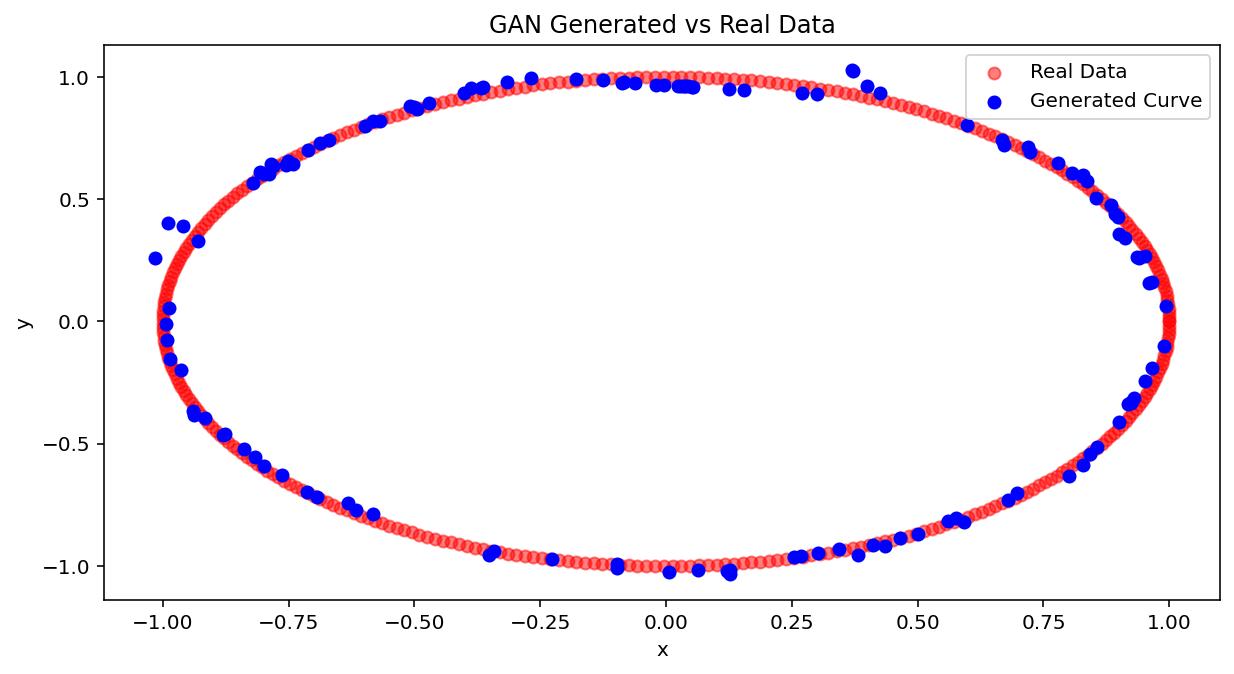 GAN Generated vs Real Data
Real Data
Generated Curve
1.0
0.5
0.0
−0.5
−1.0
y
−1.00 −0.75 −0.50 −0.25 0.00 0.25 0.50 0.75 1.00
x